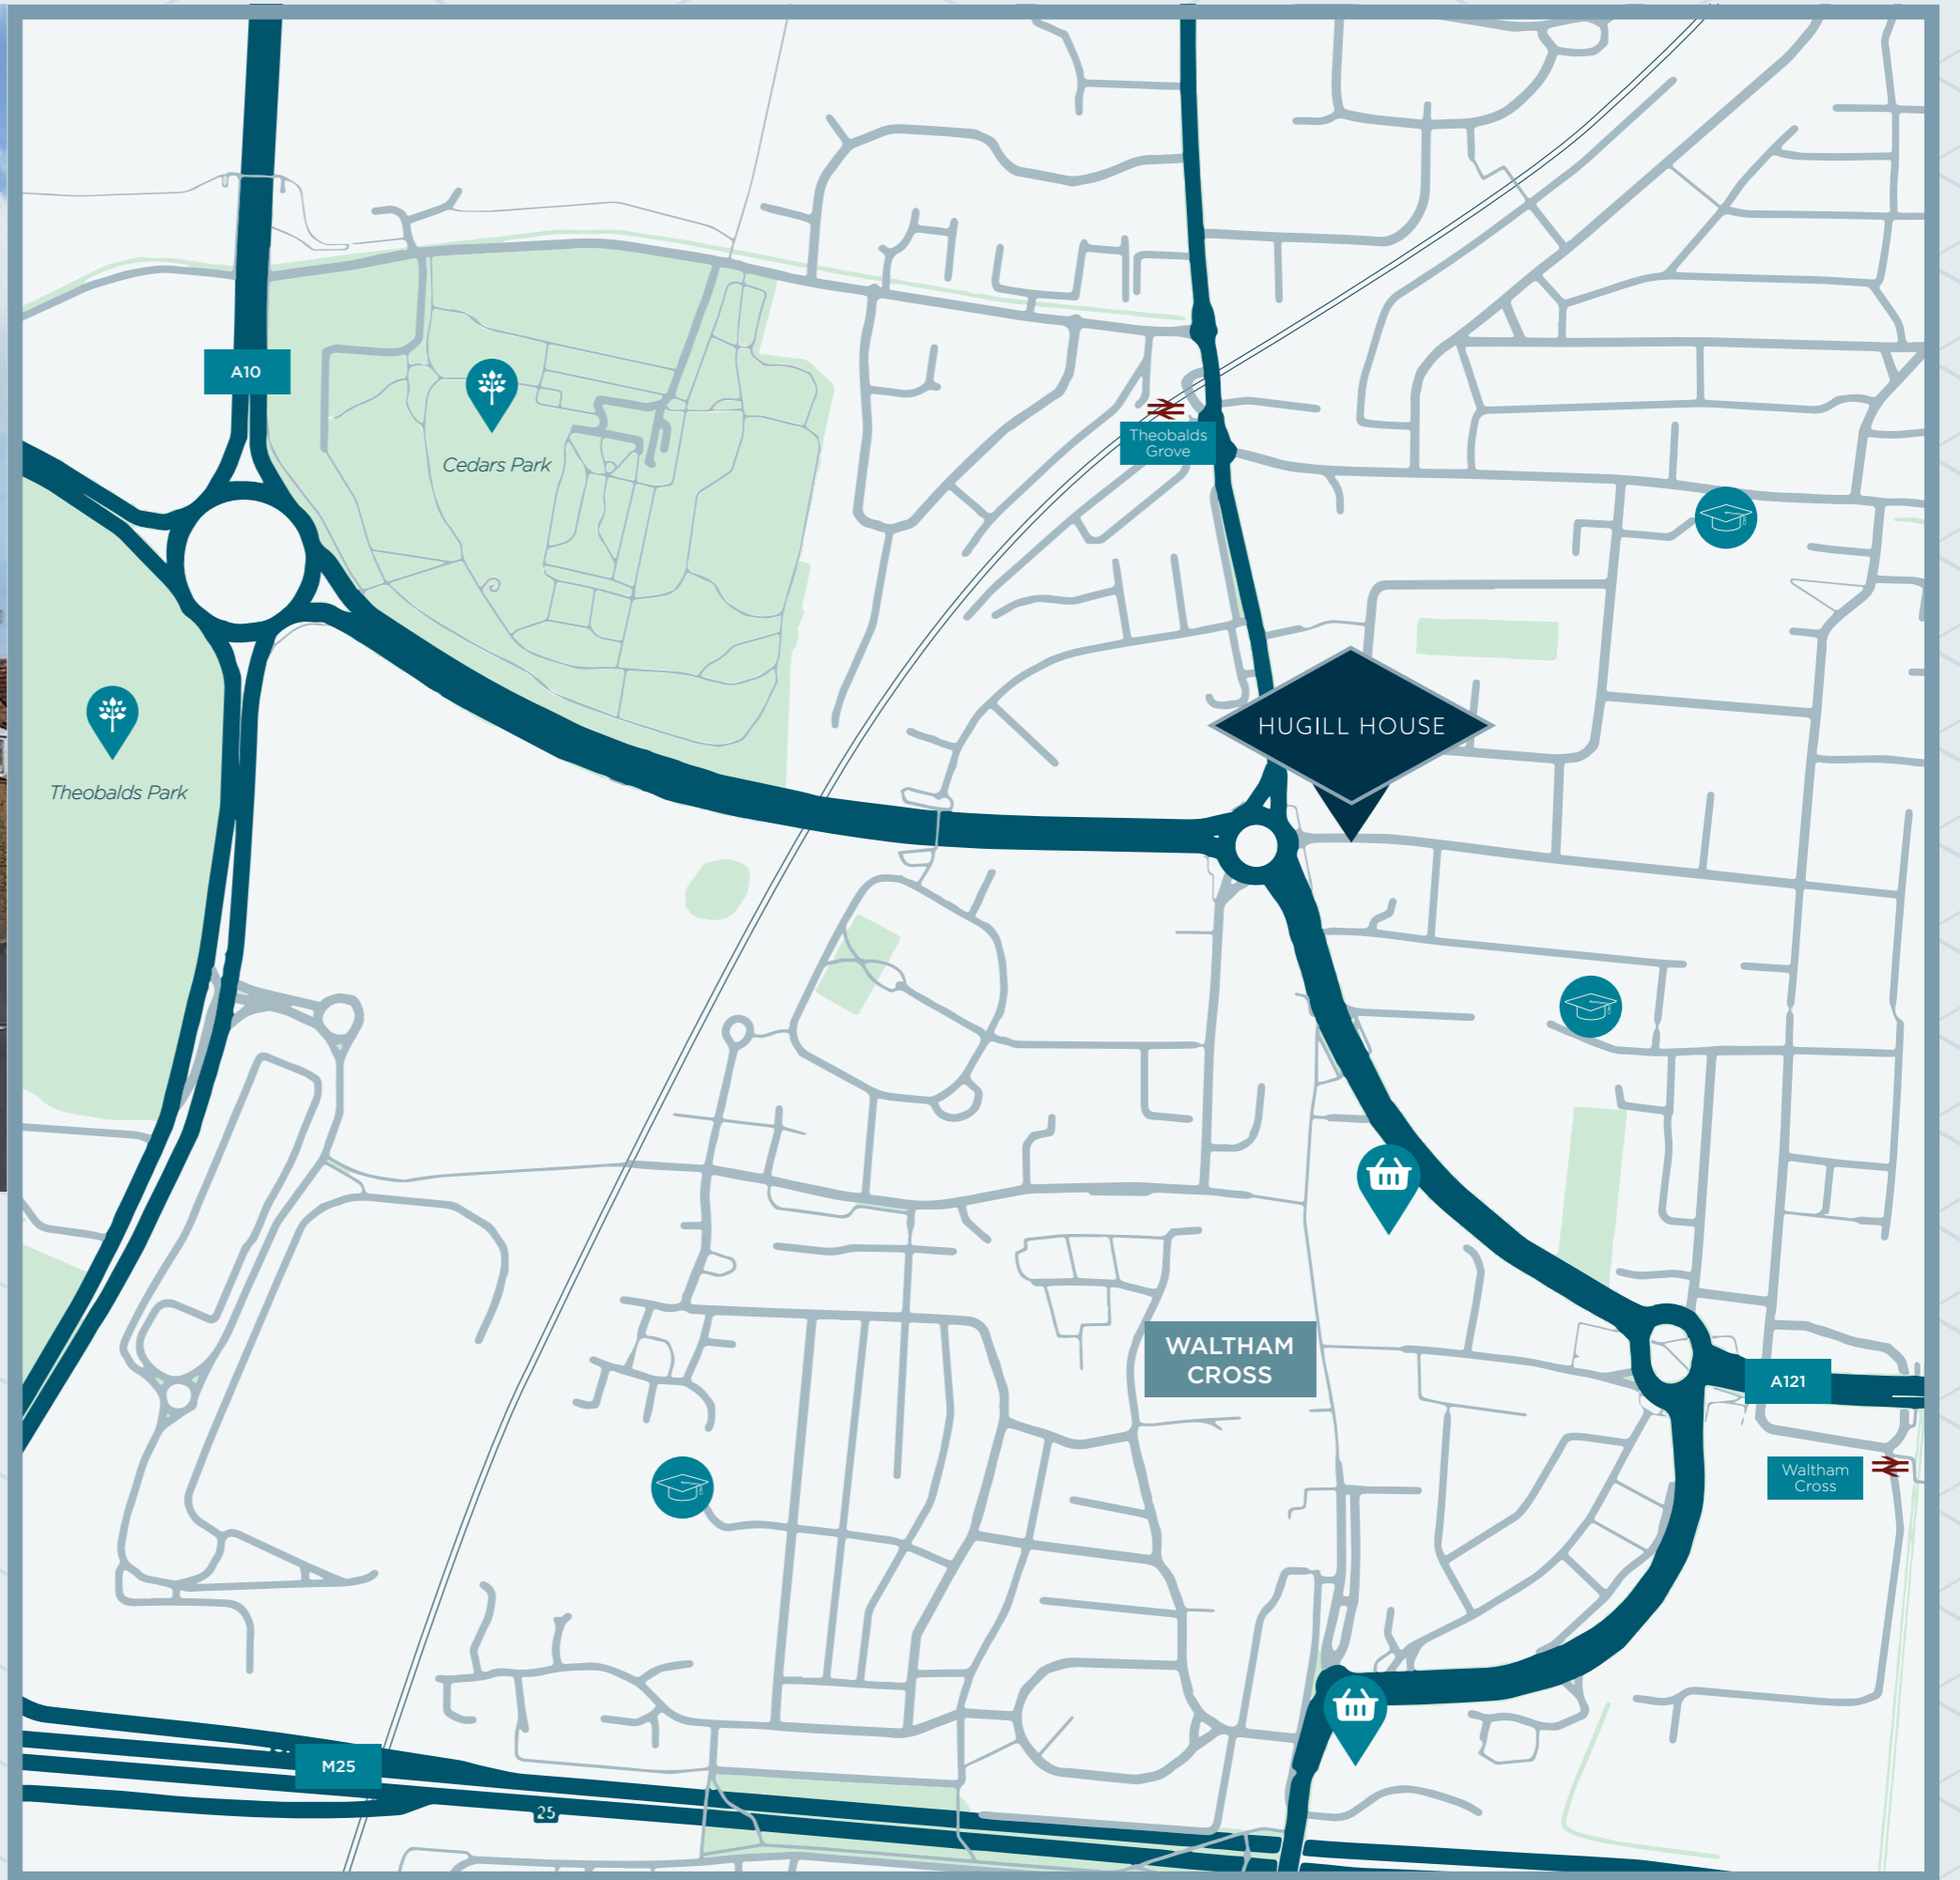 A10
Cedars Park
Theobalds
Grove
Theobalds Park
HUGILL HOUSE
WALTHAM
CROSS
A121
Waltham
Cross
M25
25